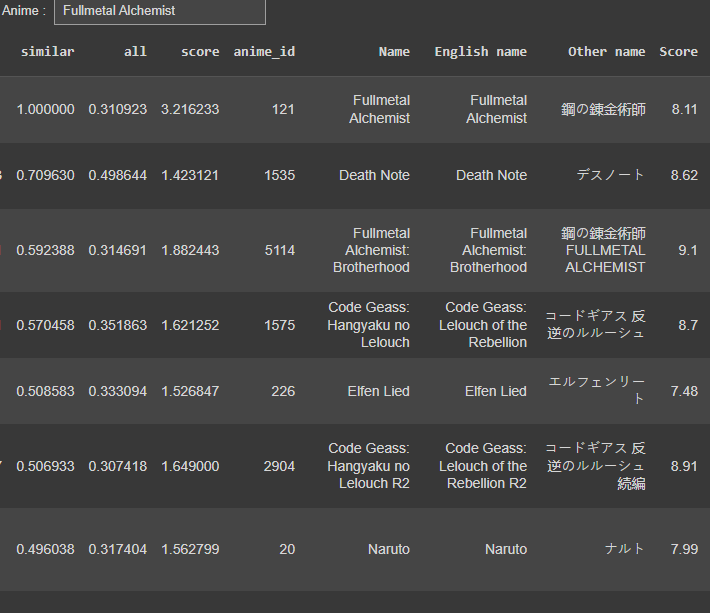 Anime : Fullmetal Alchemist
similar all score anime_id Name English name Other name Score
1.000000 0.310923 3.216233 121 Fullmetal Alchemist Fullmetal Alchemist 鋼の錬金術師 8.11
0.709630 0.498644 1.423121 1535 Death Note Death Note デスノート 8.62
0.592388 0.314691 1.882443 5114 Fullmetal Alchemist: Brotherhood Fullmetal Alchemist: Brotherhood 鋼の錬金術師 FULLMETAL ALCHEMIST 9.1
0.570458 0.351863 1.621252 1575 Code Geass: Hangyaku no Lelouch Code Geass: Lelouch of the Rebellion コードギアス 反逆のルルーシュ 8.7
0.508583 0.333094 1.526847 226 Elfen Lied Elfen Lied エルフェンリート 7.48
0.506933 0.307418 1.649000 2904 Code Geass: Hangyaku no Lelouch R2 Code Geass: Lelouch of the Rebellion R2 コードギアス 反逆のルルーシュ 続編 8.91
0.496038 0.317404 1.562799 20 Naruto Naruto ナルト 7.99